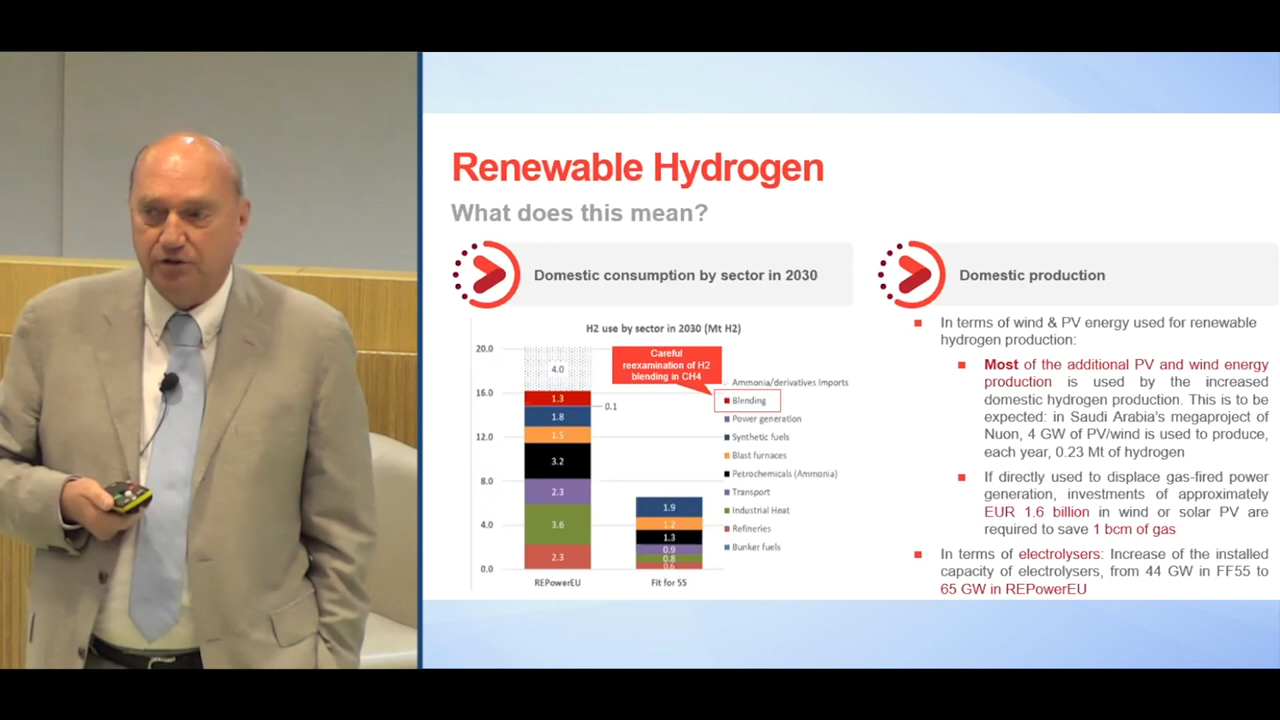 Renewable Hydrogen
What does this mean?
Domestic consumption by sector in 2030
H2 use by sector in 2030 (Mt H2)
20.0
16.0
12.0
8.0
4.0
0.0
4.0
1.3
0.1
1.8
1.5
3.2
2.3
3.6
2.3
REPowerEU
1.9
1.2
1.3
0.9
0.8
0.6
Fit for 55
Careful
reexamination of H2
blending in CH4
Ammonia/derivatives Imports
Blending
Power generation
Synthetic fuels
Blast furnaces
Petrochemicals (Ammonia)
Transport
Industrial Heat
Refineries
Bunker fuels
Domestic production
In terms of wind & PV energy used for renewable
hydrogen production:
Most of the additional PV and wind energy
production is used by the increased
domestic hydrogen production. This is to be
expected: in Saudi Arabia's megaproject of
Nuon, 4 GW of PV/wind is used to produce,
each year, 0.23 Mt of hydrogen
If directly used to displace gas-fired power
generation, investments of approximately
EUR 1.6 billion in wind or solar PV are
required to save 1 bcm of gas
In terms of electrolysers: Increase of the installed
capacity of electrolysers, from 44 GW in FF55 to
65 GW in REPowerEU